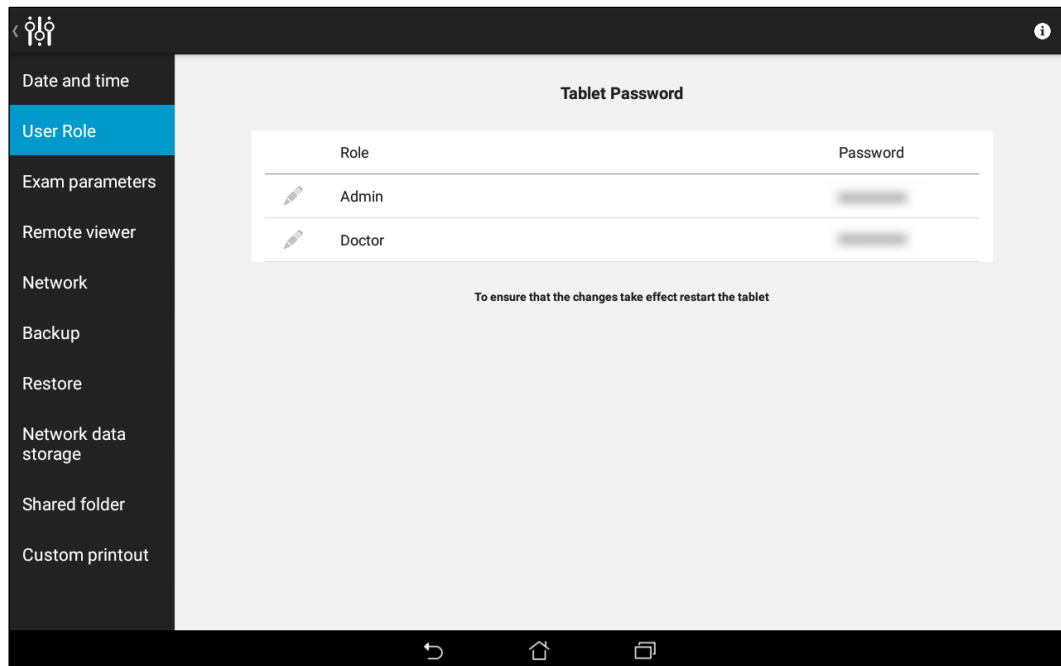 Date and time
User Role
Exam parameters
Remote viewer
Network
Backup
Restore
Network data
storage
Shared folder
Custom printout
Tablet Password
Role Password
Admin
Doctor
To ensure that the changes take effect restart the tablet